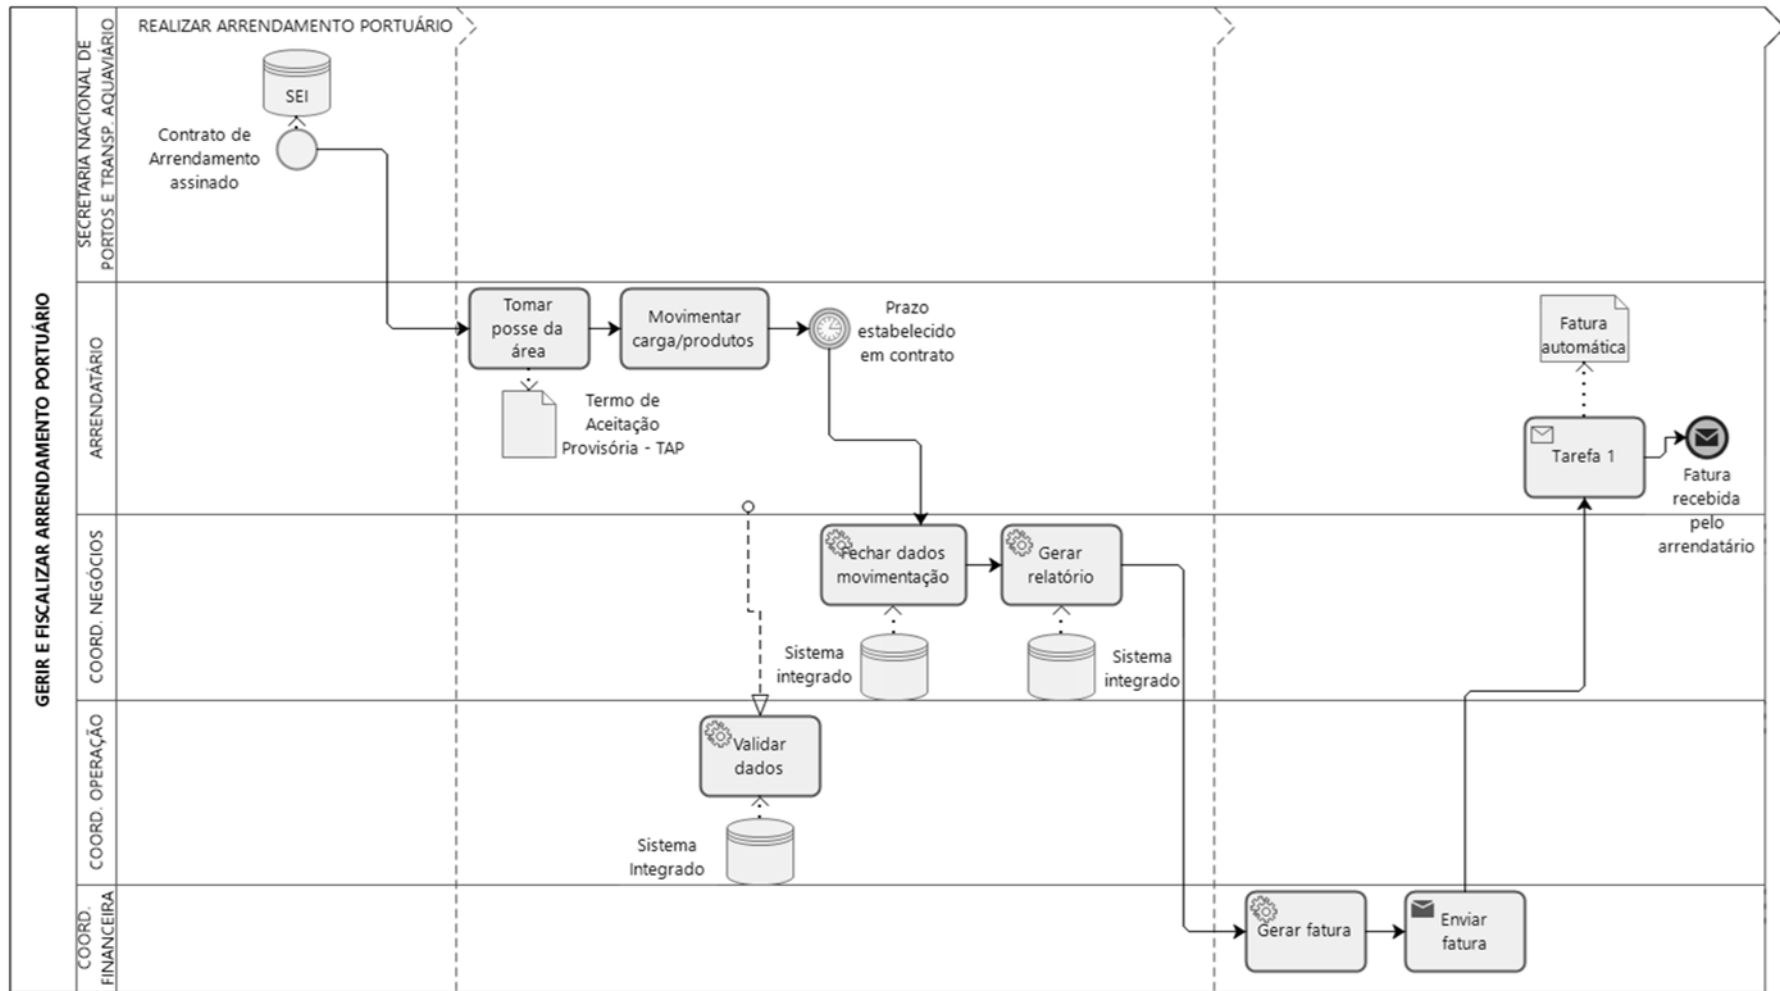 GERIR E FISCALIZAR ARRENDAMENTO PORTUÁRIO
SECRETARIA NACIONAL DE
PORTOS E TRANSP. AQUAVIÁRIO
REALIZAR ARRENDAMENTO PORTUÁRIO
SEI
Contrato de
Arrendamento
assinado
ARRENDATÁRIO
Tomar
posse da
área
Movimentar
carga/produtos
Prazo
estabelecido
em contrato
Termo de
Aceitação
Provisória - TAP
Fatura
automática
Tarefa 1
Fatura
recebida
pelo
arrendatário
COORD. NEGÓCIOS
Fechar dados
movimentação
Gerar
relatório
Sistema
integrado
Sistema
integrado
COORD. OPERAÇÃO
Validar
dados
Sistema
Integrado
COORD.
FINANCEIRA
Gerar fatura
Enviar
fatura